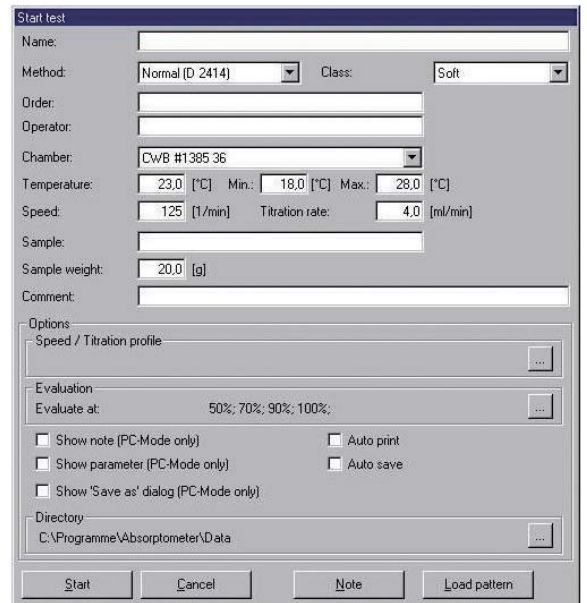 Start test
Name:
Method: Normal (D 2414) Class: Soft
Order:
Operator:
Chamber: CWB #1385 36
Temperature: 23,0 [°C] Min.: 18,0 [°C] Max.: 28,0 [°C]
Speed: 125 [1/min] Titration rate: 4,0 [ml/min]
Sample:
Sample weight: 20,0 [g]
Comment:
Options
Speed / Titration profile
...
Evaluation
Evaluate at: 50%; 70%; 90%; 100%; ...
Show note (PC-Mode only) Auto print
Show parameter (PC-Mode only) Auto save
Show 'Save as' dialog (PC-Mode only)
Directory
C:\Programme\Absorptometer\Data ...
Start Cancel Note Load pattern